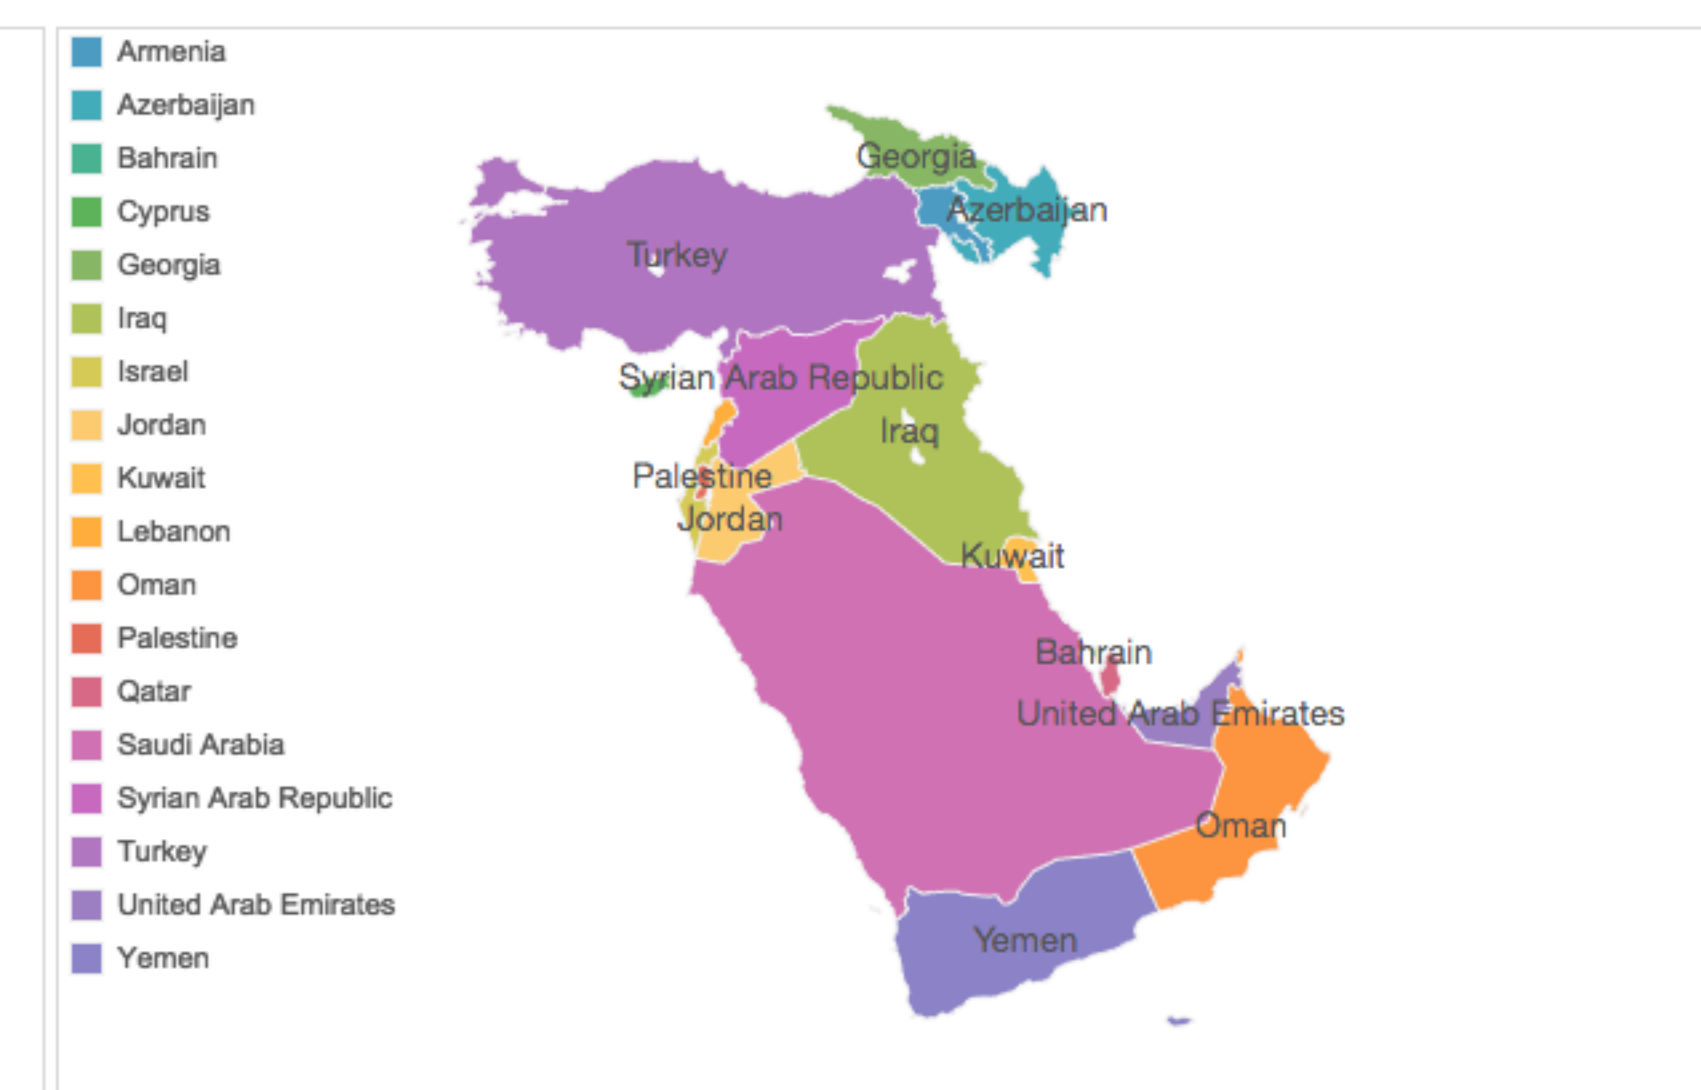 Armenia
Azerbaijan
Bahrain
Cyprus
Georgia
Iraq
Israel
Jordan
Kuwait
Lebanon
Oman
Palestine
Qatar
Saudi Arabia
Syrian Arab Republic
Turkey
United Arab Emirates
Yemen
Georgia
Azerbaijan
Turkey
Syrian Arab Republic
Iraq
Palestine
Jordan
Kuwait
Bahrain
United Arab Emirates
Oman
Yemen